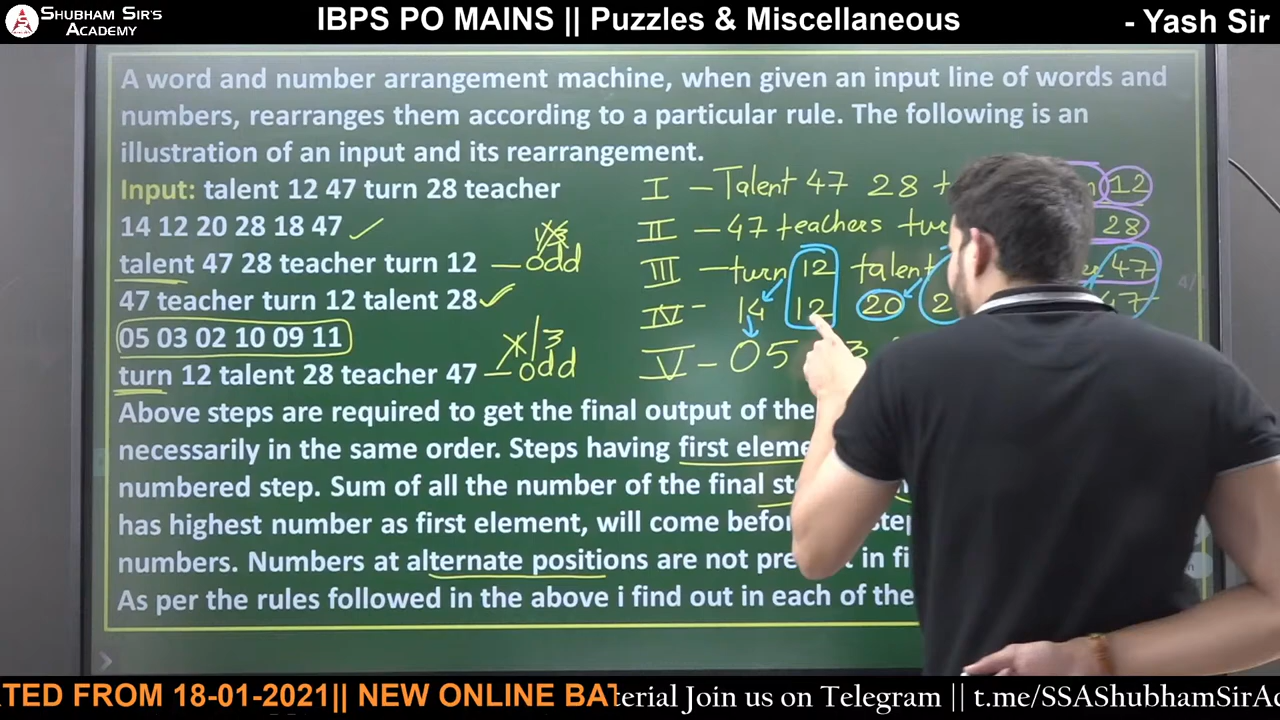 SHUBHAM SIR'S
ACADEMY
IBPS PO MAINS || Puzzles & Miscellaneous
- Yash Sir
A word and number arrangement machine, when given an input line of words and
numbers, rearranges them according to a particular rule. The following is an
illustration of an input and its rearrangement.
Input: talent 12 47 turn 28 teacher
14 12 20 28 18 47
talent 47 28 teacher turn 12
odd
47 teacher turn 12 talent 28
05 03 02 10 09 11
turn 12 talent 28 teacher 47
odd
Above steps are required to get the final output of the
necessarily in the same order. Steps having first eleme
numbered step. Sum of all the number of the final st
has highest number as first element, will come befo
numbers. Numbers at alternate positions are not pre in fi
As per the rules followed in the above i find out in each of the
I - Talent 47 28 t 12
II - 47 teachers tur 28
III - turn 12 talent 47
IV - 14 12 20 2 47
V - 05 3
TED FROM 18-01-2021|| NEW ONLINE BA
terial Join us on Telegram || t.me/SSAShubhamSirAc